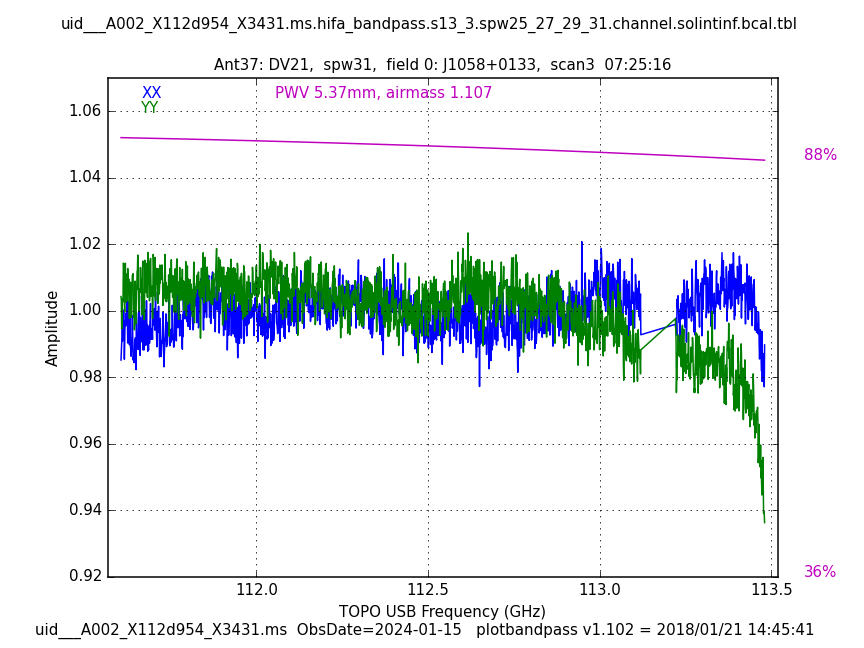 uid___A002_X112d954_X3431.ms.hifa_bandpass.s13_3.spw25_27_29_31.channel.solintinf.bcal.tbl
Ant37: DV21,  spw31,  field 0: J1058+0133,  scan3  07:25:16
XX
PWV 5.37mm, airmass 1.107
YY
1.06
88%
1.04
1.02
1.00
Amplitude
0.98
0.96
0.94
36%
0.92
112.0 112.5 113.0 113.5
TOPO USB Frequency (GHz)
uid___A002_X112d954_X3431.ms  ObsDate=2024-01-15   plotbandpass v1.102 = 2018/01/21 14:45:41